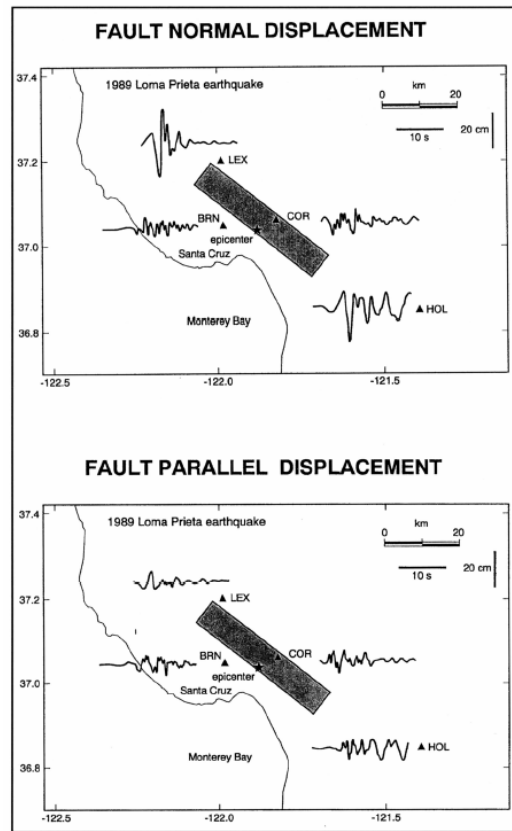 FAULT NORMAL DISPLACEMENT
37.4
1989 Loma Prieta earthquake
km
0 20
10 s
20 cm
37.2
LEX
BRN
COR
epicenter
37.0
Santa Cruz
36.8
Monterey Bay
HOL
-122.5 -122.0 -121.5
FAULT PARALLEL DISPLACEMENT
37.4
1989 Loma Prieta earthquake
km
0 20
10 s
20 cm
37.2
LEX
BRN
COR
epicenter
37.0
Santa Cruz
36.8
Monterey Bay
HOL
-122.5 -122.0 -121.5